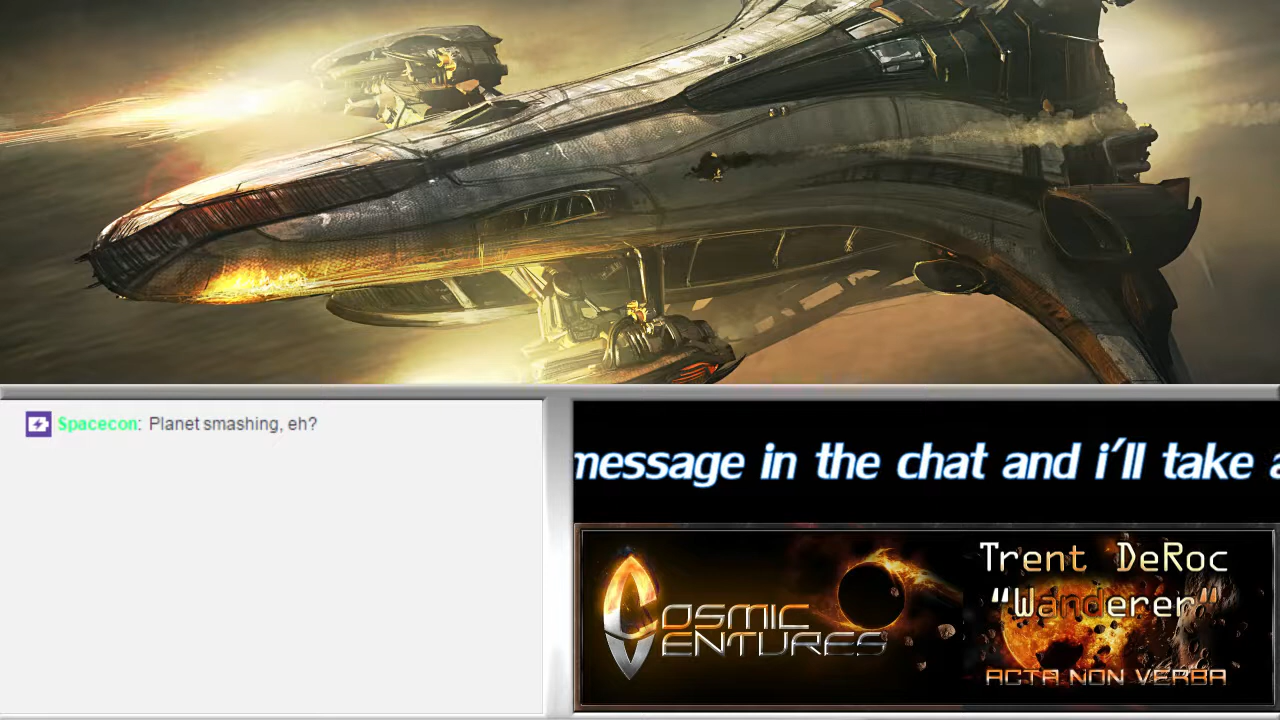 Spacecon: Planet smashing, eh?
message in the chat and i'll take a
Trent DeRoc
"Wanderer"
COSMIC
VENTURES
ACTA NON VERBA